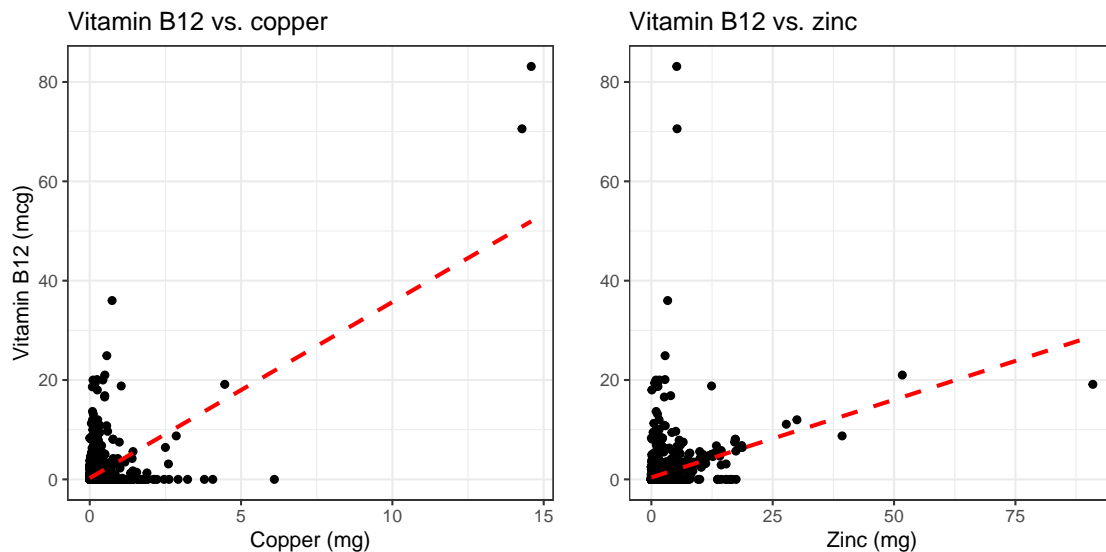 Vitamin B12 vs. copper
80
60
40
20
0
Vitamin B12 (mcg)
0 5 10 15
Copper (mg)
Vitamin B12 vs. zinc
80
60
40
20
0
0 25 50 75
Zinc (mg)